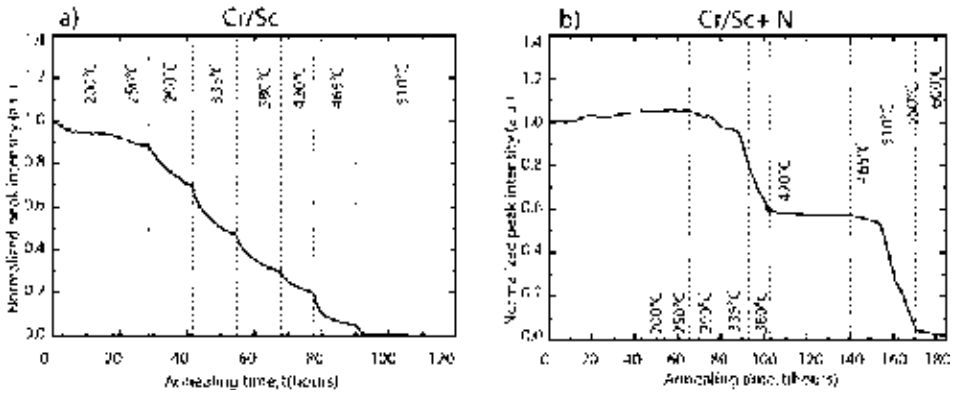 a)
Cr/Sc
1.2
1.0
0.8
0.6
0.4
0.2
0.0
200°C
250°C
290°C
335°C
380°C
420°C
465°C
510°C
0
20
40
60
80
100
120
Annealing time, t(hours)
Normalized peak intensity (a.u.)
b)
Cr/Sc+ N
1.4
1.2
1.0
0.8
0.6
0.4
0.2
0.0
200°C
250°C
290°C
335°C
380°C
420°C
465°C
510°C
600°C
0
20
40
60
80
100
120
140
160
180
Annealing time, t(hours)
Normalized peak intensity (a.u.)